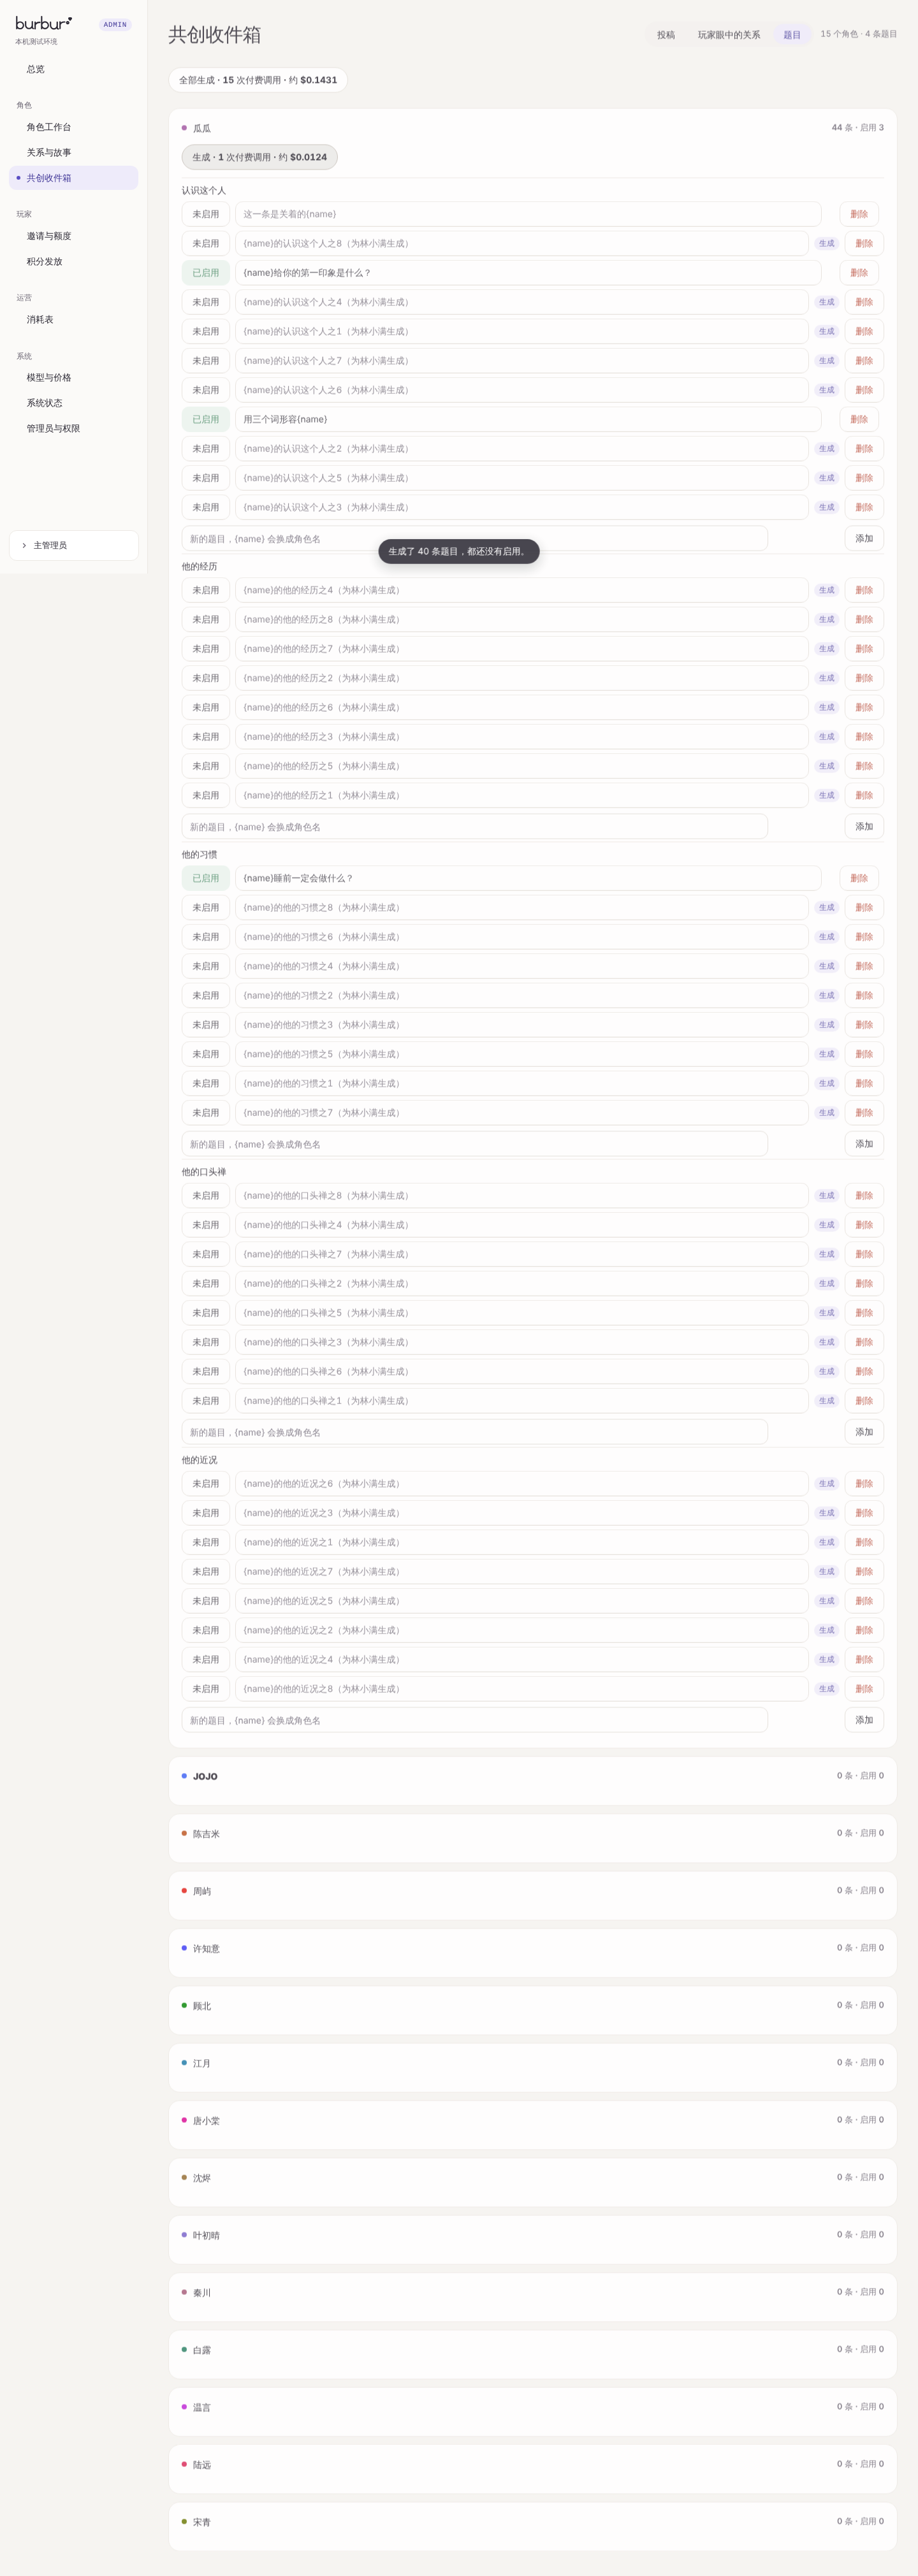 burbur
ADMIN
本机测试环境
总览
角色
角色工作台
关系与故事
共创收件箱
玩家
邀请与额度
积分发放
运营
消耗表
系统
模型与价格
系统状态
管理员与权限
主管理员
共创收件箱
投稿 玩家眼中的关系 题目 15 个角色 · 4 条题目
全部生成 · 15 次付费调用 · 约 $0.1431
瓜瓜 44 条 · 启用 3
生成 · 1 次付费调用 · 约 $0.0124
认识这个人
未启用 这一条是关着的{name} 删除
未启用 {name}的认识这个人之8（为林小满生成） 生成 删除
已启用 {name}给你的第一印象是什么？ 删除
未启用 {name}的认识这个人之4（为林小满生成） 生成 删除
未启用 {name}的认识这个人之1（为林小满生成） 生成 删除
未启用 {name}的认识这个人之7（为林小满生成） 生成 删除
未启用 {name}的认识这个人之6（为林小满生成） 生成 删除
已启用 用三个词形容{name} 删除
未启用 {name}的认识这个人之2（为林小满生成） 生成 删除
未启用 {name}的认识这个人之5（为林小满生成） 生成 删除
未启用 {name}的认识这个人之3（为林小满生成） 生成 删除
新的题目，{name} 会换成角色名 添加
生成了 40 条题目，都还没有启用。
他的经历
未启用 {name}的他的经历之4（为林小满生成） 生成 删除
未启用 {name}的他的经历之8（为林小满生成） 生成 删除
未启用 {name}的他的经历之7（为林小满生成） 生成 删除
未启用 {name}的他的经历之2（为林小满生成） 生成 删除
未启用 {name}的他的经历之6（为林小满生成） 生成 删除
未启用 {name}的他的经历之3（为林小满生成） 生成 删除
未启用 {name}的他的经历之5（为林小满生成） 生成 删除
未启用 {name}的他的经历之1（为林小满生成） 生成 删除
新的题目，{name} 会换成角色名 添加
他的习惯
已启用 {name}睡前一定会做什么？ 删除
未启用 {name}的他的习惯之8（为林小满生成） 生成 删除
未启用 {name}的他的习惯之6（为林小满生成） 生成 删除
未启用 {name}的他的习惯之4（为林小满生成） 生成 删除
未启用 {name}的他的习惯之2（为林小满生成） 生成 删除
未启用 {name}的他的习惯之3（为林小满生成） 生成 删除
未启用 {name}的他的习惯之5（为林小满生成） 生成 删除
未启用 {name}的他的习惯之1（为林小满生成） 生成 删除
未启用 {name}的他的习惯之7（为林小满生成） 生成 删除
新的题目，{name} 会换成角色名 添加
他的口头禅
未启用 {name}的他的口头禅之8（为林小满生成） 生成 删除
未启用 {name}的他的口头禅之4（为林小满生成） 生成 删除
未启用 {name}的他的口头禅之7（为林小满生成） 生成 删除
未启用 {name}的他的口头禅之2（为林小满生成） 生成 删除
未启用 {name}的他的口头禅之5（为林小满生成） 生成 删除
未启用 {name}的他的口头禅之3（为林小满生成） 生成 删除
未启用 {name}的他的口头禅之6（为林小满生成） 生成 删除
未启用 {name}的他的口头禅之1（为林小满生成） 生成 删除
新的题目，{name} 会换成角色名 添加
他的近况
未启用 {name}的他的近况之6（为林小满生成） 生成 删除
未启用 {name}的他的近况之3（为林小满生成） 生成 删除
未启用 {name}的他的近况之1（为林小满生成） 生成 删除
未启用 {name}的他的近况之7（为林小满生成） 生成 删除
未启用 {name}的他的近况之5（为林小满生成） 生成 删除
未启用 {name}的他的近况之2（为林小满生成） 生成 删除
未启用 {name}的他的近况之4（为林小满生成） 生成 删除
未启用 {name}的他的近况之8（为林小满生成） 生成 删除
新的题目，{name} 会换成角色名 添加
JOJO 0 条 · 启用 0
陈吉米 0 条 · 启用 0
周屿 0 条 · 启用 0
许知意 0 条 · 启用 0
顾北 0 条 · 启用 0
江月 0 条 · 启用 0
唐小棠 0 条 · 启用 0
沈烬 0 条 · 启用 0
叶初晴 0 条 · 启用 0
秦川 0 条 · 启用 0
白露 0 条 · 启用 0
温言 0 条 · 启用 0
陆远 0 条 · 启用 0
宋青 0 条 · 启用 0